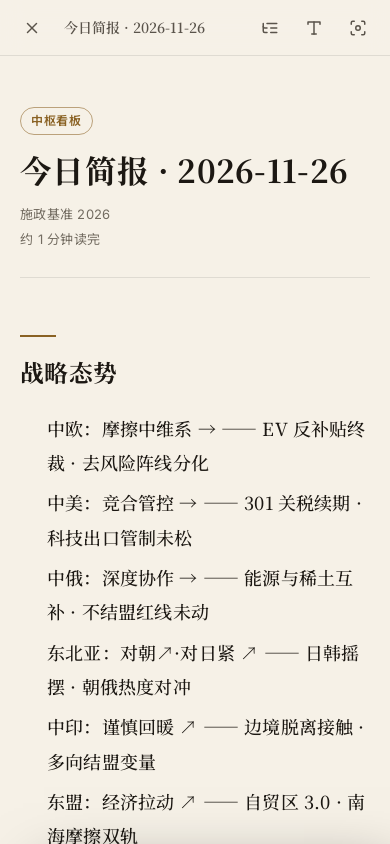 今日简报 · 2026-11-26
中枢看板
今日简报 · 2026-11-26
施政基准 2026
约 1 分钟读完
战略态势
中欧：摩擦中维系 → —— EV 反补贴终
裁 · 去风险阵线分化
中美：竞合管控 → —— 301 关税续期 ·
科技出口管制未松
中俄：深度协作 → —— 能源与稀土互
补 · 不结盟红线未动
东北亚：对朝↗·对日紧 ↗ —— 日韩摇
摆 · 朝俄热度对冲
中印：谨慎回暖 ↗ —— 边境脱离接触 ·
多向结盟变量
东盟：经济拉动 ↗ —— 自贸区 3.0 · 南
海摩擦双轨